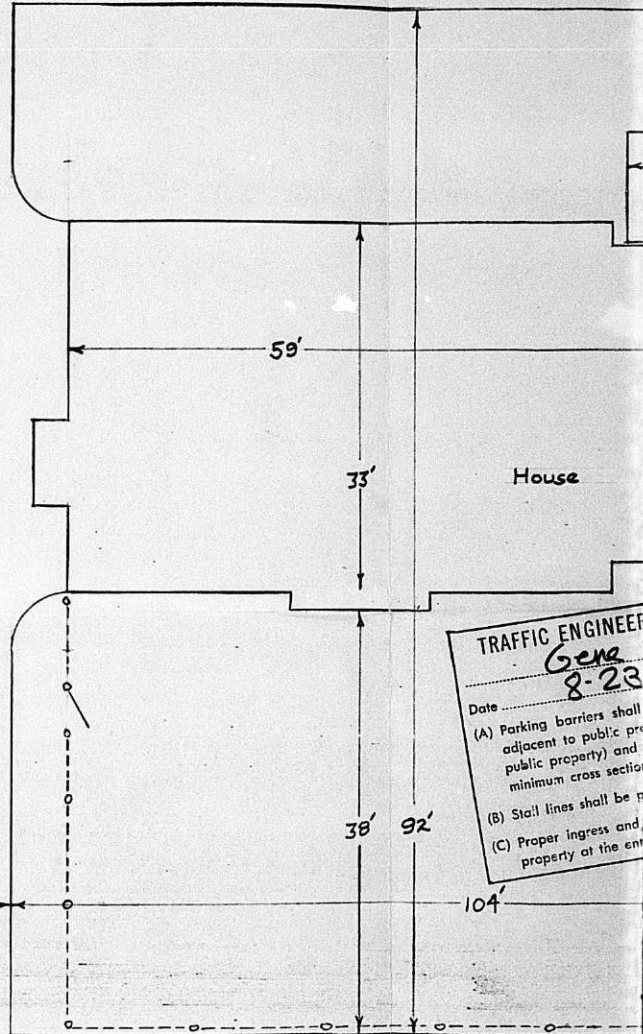 59'
33'
House
TRAFFIC ENGINEER
Gene
Date 8-23
(A) Parking barriers shall
adjacent to public pro
public property) and
minimum cross section
(B) Stall lines shall be p
(C) Proper ingress and
property at the ent
38'
92'
104'